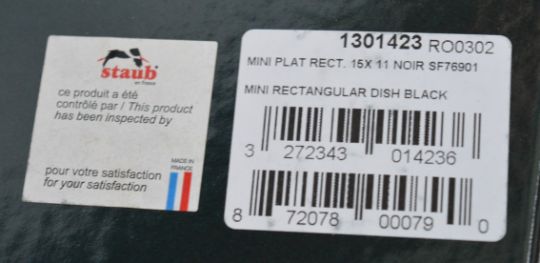 staub
en france
ce produit a été
contrôlé par / This product
has been inspected by
MADE IN
FRANCE
pour votre satisfaction
for your satisfaction
1301423 RO0302
MINI PLAT RECT. 15X 11 NOIR SF76901
MINI RECTANGULAR DISH BLACK
3 272343 014236
8 72078 00079 0